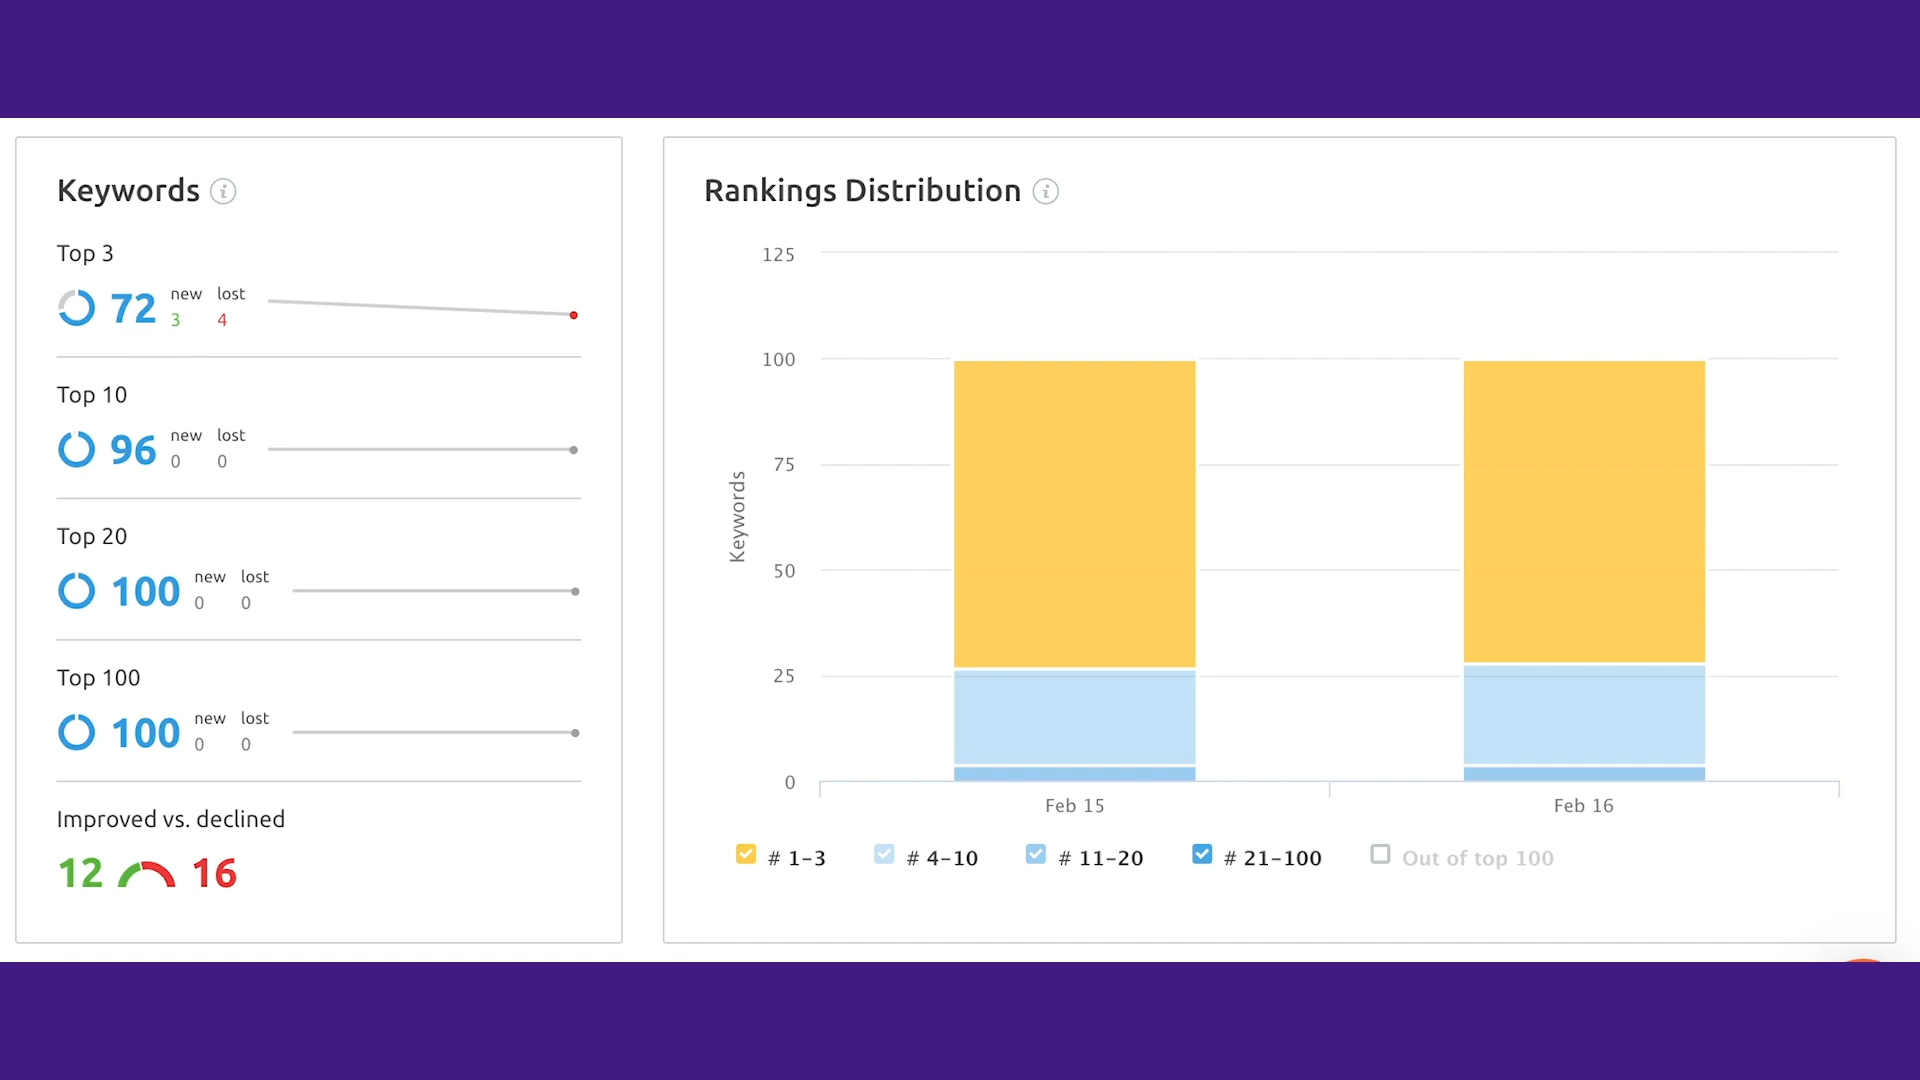 Keywords
Top 3
72 new lost
3 4
Top 10
96 new lost
0 0
Top 20
100 new lost
0 0
Top 100
100 new lost
0 0
Improved vs. declined
12 16
Rankings Distribution
125
100
75
50
25
0
Keywords
Feb 15 Feb 16
# 1-3 # 4-10 # 11-20 # 21-100 Out of top 100